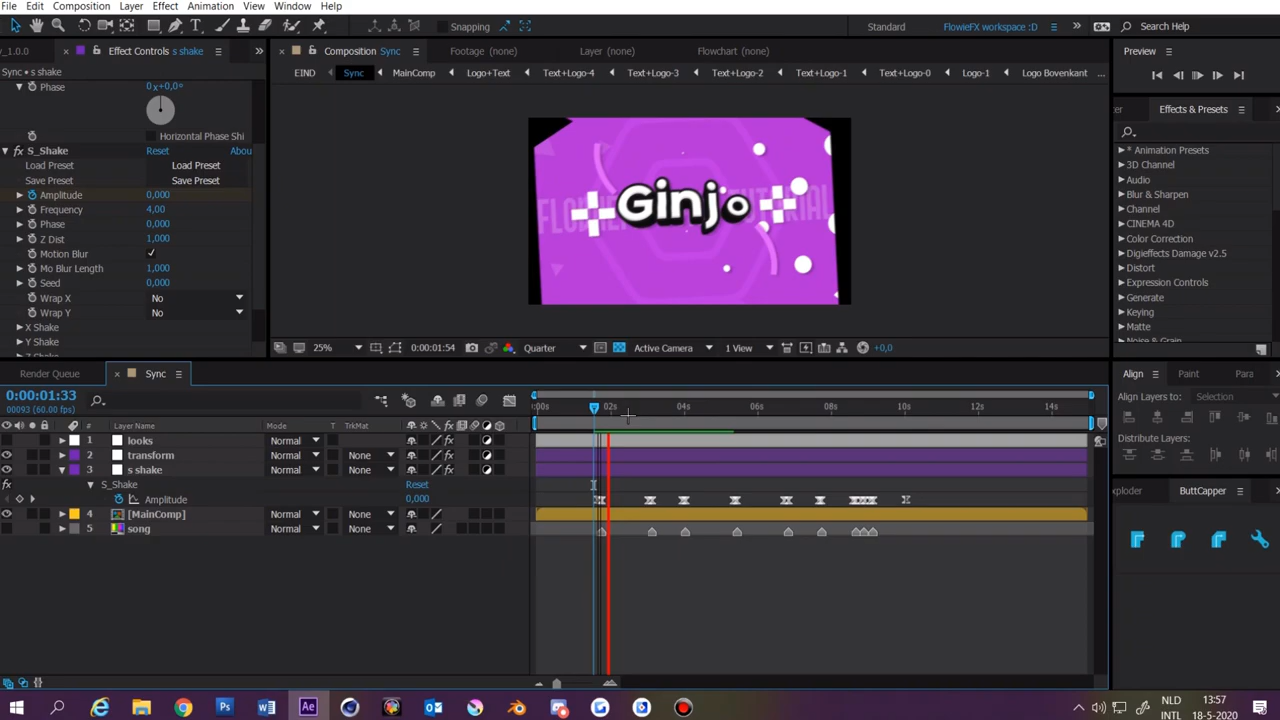 File Edit Composition Layer Effect Animation View Window Help
Snapping Standard FlowieFX workspace :D Search Help
_1.0.0 Effect Controls s shake
Composition Sync Footage (none) Layer (none) Flowchart (none)
Preview
Sync • s shake
EIND Sync MainComp Logo+Text Text+Logo-4 Text+Logo-3 Text+Logo-2 Text+Logo-1 Text+Logo-0 Logo-1 Logo Bovenkant ...
Phase 0x+0,0°
Horizontal Phase Shi
fx S_Shake Reset Abou
Load Preset Load Preset
Save Preset Save Preset
Amplitude 0,000
Frequency 4,00
Phase 0,000
Z Dist 1,000
Motion Blur
Mo Blur Length 1,000
Seed 0,000
Wrap X No
Wrap Y No
X Shake
Y Shake
Ginjo
25% 0:00:01:54 Quarter Active Camera 1 View +0,0
Effects & Presets
* Animation Presets
3D Channel
Audio
Blur & Sharpen
Channel
CINEMA 4D
Color Correction
Digieffects Damage v2.5
Distort
Expression Controls
Generate
Keying
Matte
Noise & Grain
Render Queue Sync
0:00:01:33
00093 (60.00 fps)
:00s 02s 04s 06s 08s 10s 12s 14s
# Layer Name Mode T TrkMat
1 looks Normal
2 transform Normal None
3 s shake Normal None
S_Shake Reset
Amplitude 0,000
4 [MainComp] Normal None
5 song Normal None
Align Paint Para
Align Layers to: Selection
Distribute Layers:
xploder ButtCapper
NLD 13:57
INTL 18-5-2020